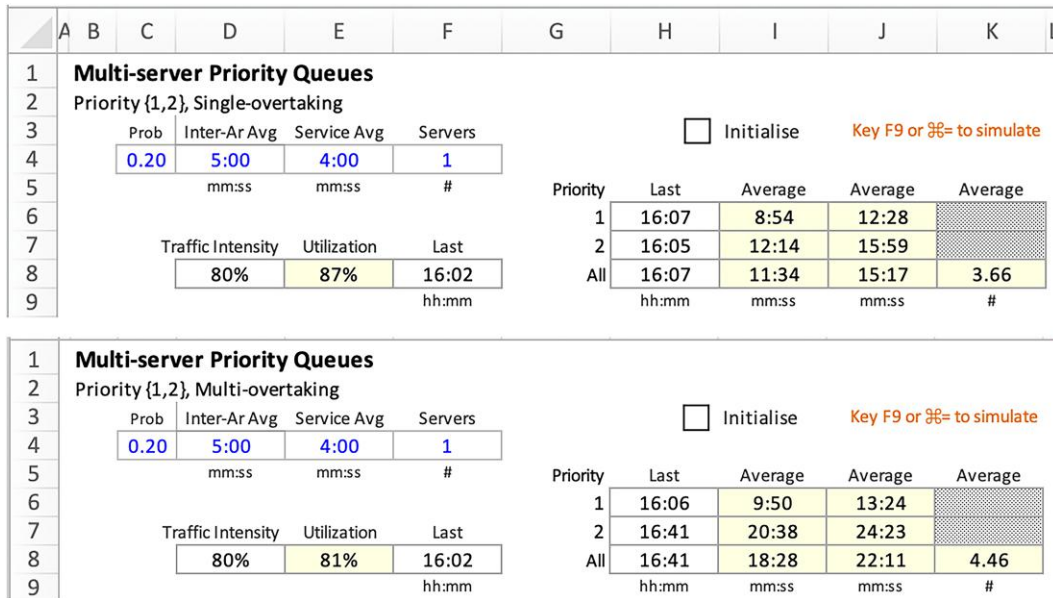 A B C D E F G H I J K
1 Multi-server Priority Queues
2 Priority {1,2}, Single-overtaking
3 Prob Inter-Ar Avg Service Avg Servers Initialise Key F9 or ⌘= to simulate
4 0.20 5:00 4:00 1
5 mm:ss mm:ss # Priority Last Average Average Average
6 1 16:07 8:54 12:28
7 Traffic Intensity Utilization Last 2 16:05 12:14 15:59
8 80% 87% 16:02 All 16:07 11:34 15:17 3.66
9 hh:mm hh:mm mm:ss mm:ss #
1 Multi-server Priority Queues
2 Priority {1,2}, Multi-overtaking
3 Prob Inter-Ar Avg Service Avg Servers Initialise Key F9 or ⌘= to simulate
4 0.20 5:00 4:00 1
5 mm:ss mm:ss # Priority Last Average Average Average
6 1 16:06 9:50 13:24
7 Traffic Intensity Utilization Last 2 16:41 20:38 24:23
8 80% 81% 16:02 All 16:41 18:28 22:11 4.46
9 hh:mm hh:mm mm:ss mm:ss #